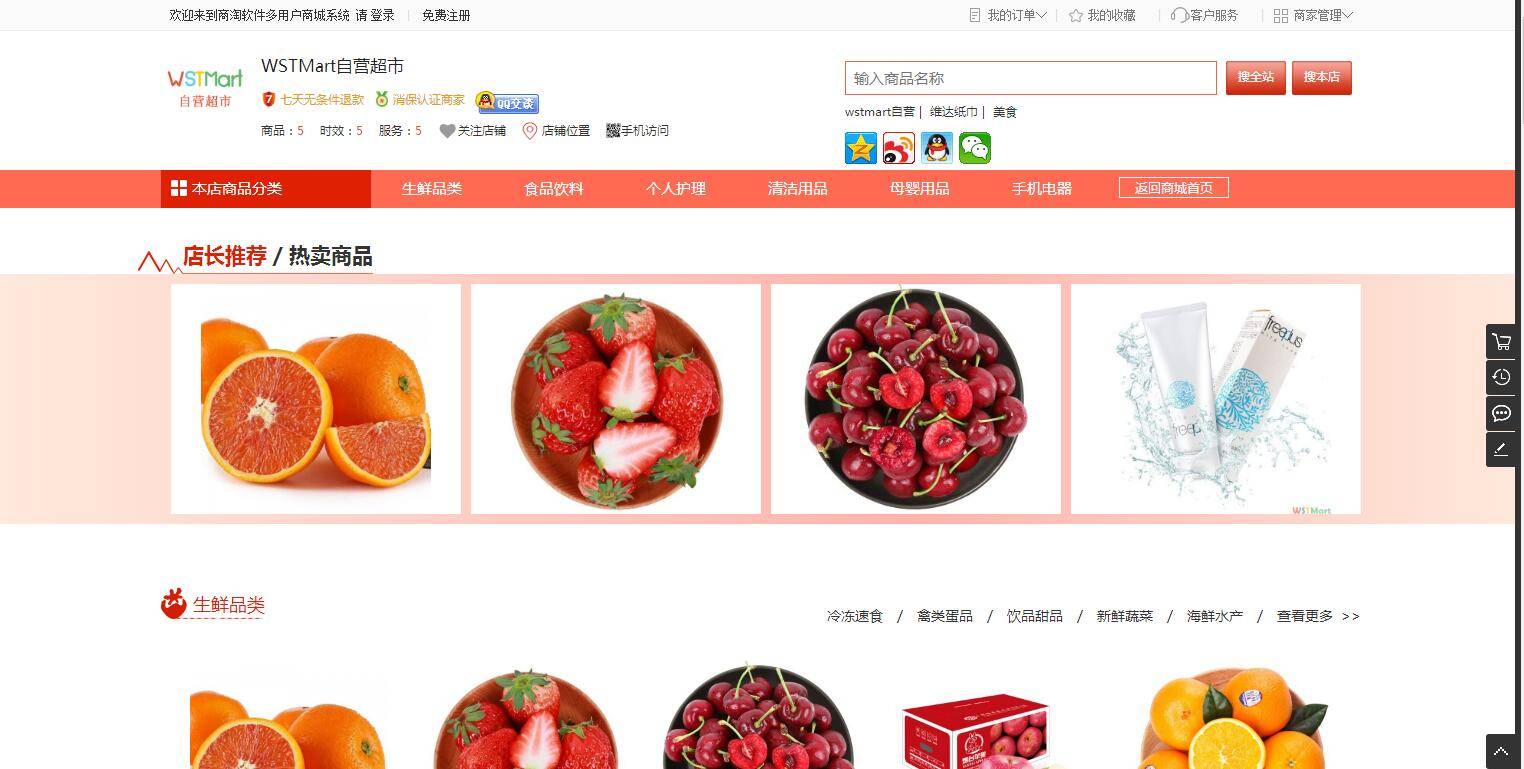 欢迎来到商淘软件多用户商城系统 请 登录 免费注册 我的订单 我的收藏 客户服务 商家管理
WSTMart
自营超市
WSTMart自营超市
七天无条件退款 消保认证商家 QQ交谈
商品：5 时效：5 服务：5 关注店铺 店铺位置 手机访问
输入商品名称 搜全站 搜本店
wstmart自营 | 维达纸巾 | 美食
本店商品分类 生鲜品类 食品饮料 个人护理 清洁用品 母婴用品 手机电器 返回商城首页
店长推荐 / 热卖商品
freeplus
freeplus
WSTMart
生鲜品类
冷冻速食 / 禽类蛋品 / 饮品甜品 / 新鲜蔬菜 / 海鲜水产 / 查看更多 >>